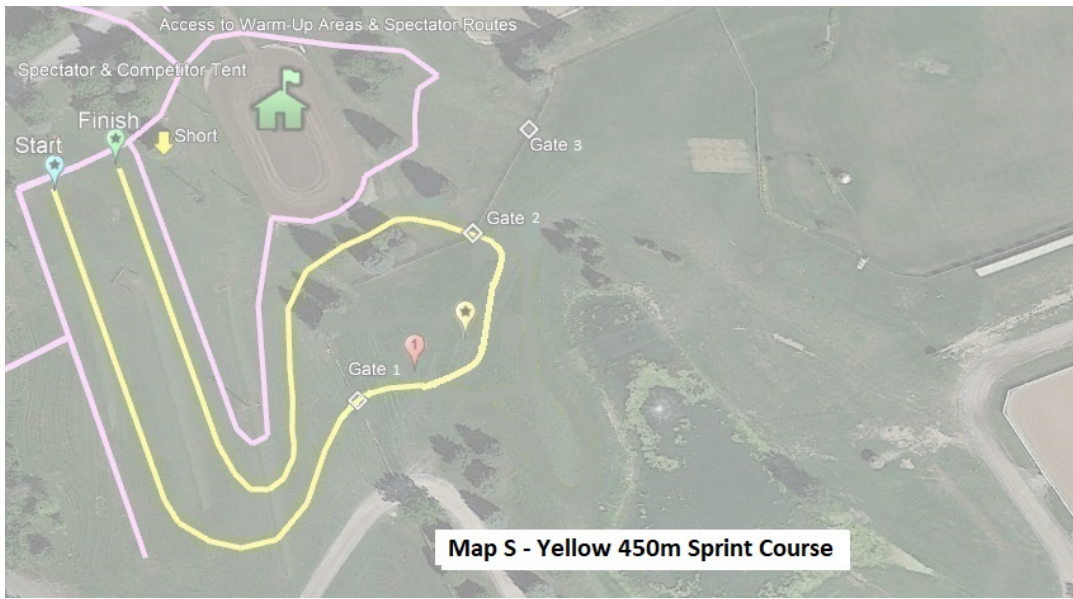 Access to Warm-Up Areas & Spectator Routes
Spectator & Competitor Tent
Finish
Short
Start
Gate 3
Gate 2
1
Gate 1
Map S - Yellow 450m Sprint Course